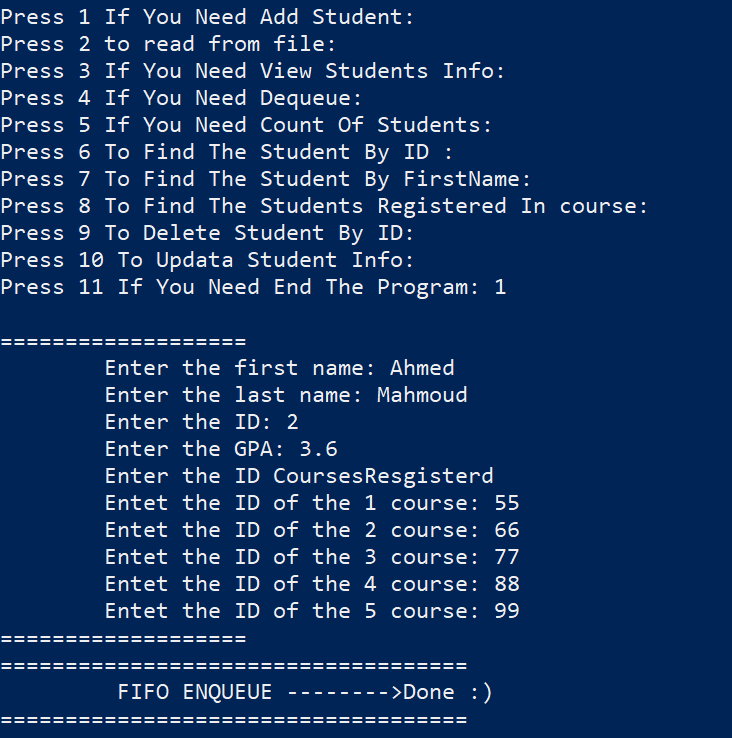 Press 1 If You Need Add Student:
Press 2 to read from file:
Press 3 If You Need View Students Info:
Press 4 If You Need Dequeue:
Press 5 If You Need Count Of Students:
Press 6 To Find The Student By ID :
Press 7 To Find The Student By FirstName:
Press 8 To Find The Students Registered In course:
Press 9 To Delete Student By ID:
Press 10 To Updata Student Info:
Press 11 If You Need End The Program: 1
===================
Enter the first name: Ahmed
Enter the last name: Mahmoud
Enter the ID: 2
Enter the GPA: 3.6
Enter the ID CoursesResgisterd
Entet the ID of the 1 course: 55
Entet the ID of the 2 course: 66
Entet the ID of the 3 course: 77
Entet the ID of the 4 course: 88
Entet the ID of the 5 course: 99
===================
====================================
FIFO ENQUEUE -------->Done :)
====================================